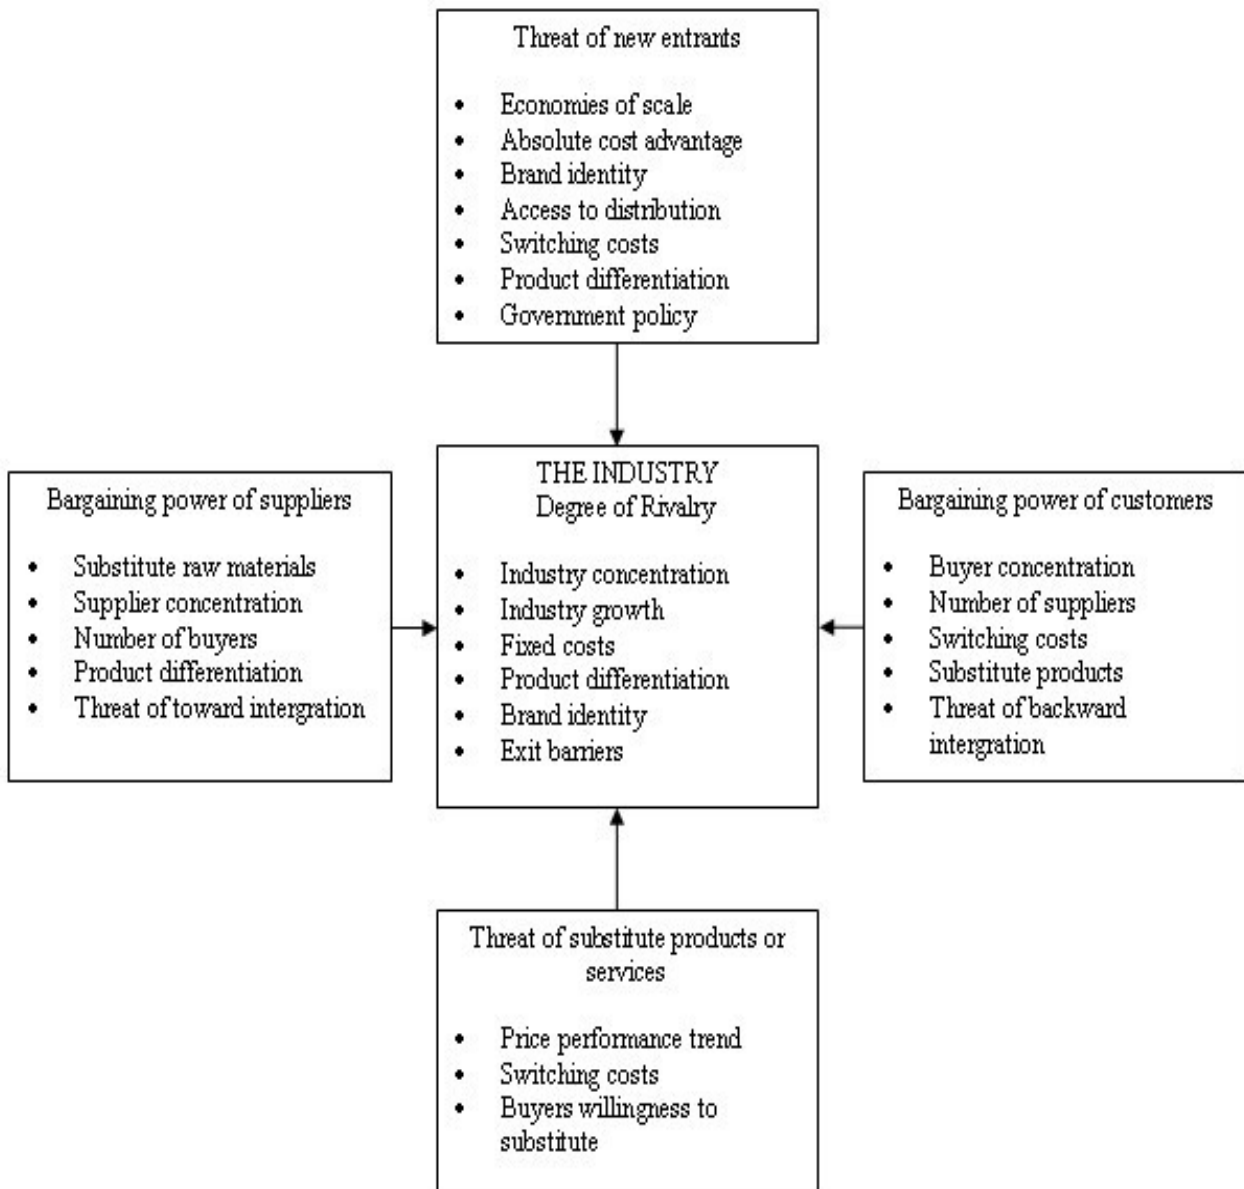 Threat of new entrants
• Economies of scale
• Absolute cost advantage
• Brand identity
• Access to distribution
• Switching costs
• Product differentiation
• Government policy
Bargaining power of suppliers
• Substitute raw materials
• Supplier concentration
• Number of buyers
• Product differentiation
• Threat of toward intergration
THE INDUSTRY
Degree of Rivalry
• Industry concentration
• Industry growth
• Fixed costs
• Product differentiation
• Brand identity
• Exit barriers
Bargaining power of customers
• Buyer concentration
• Number of suppliers
• Switching costs
• Substitute products
• Threat of backward
intergration
Threat of substitute products or
services
• Price performance trend
• Switching costs
• Buyers willingness to
substitute